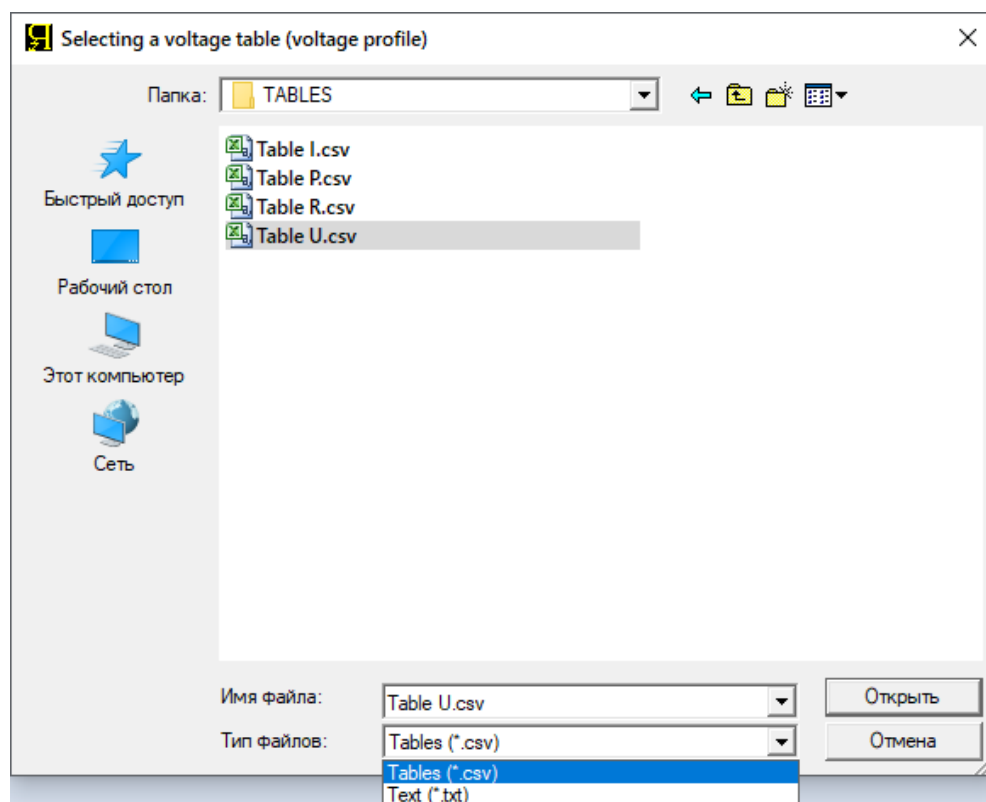 Selecting a voltage table (voltage profile)
Папка: TABLES
Table I.csv
Table P.csv
Table R.csv
Table U.csv
Быстрый доступ
Рабочий стол
Этот компьютер
Сеть
Имя файла: Table U.csv Открыть
Тип файлов: Tables (*.csv) Отмена
Tables (*.csv)
Text (*.txt)